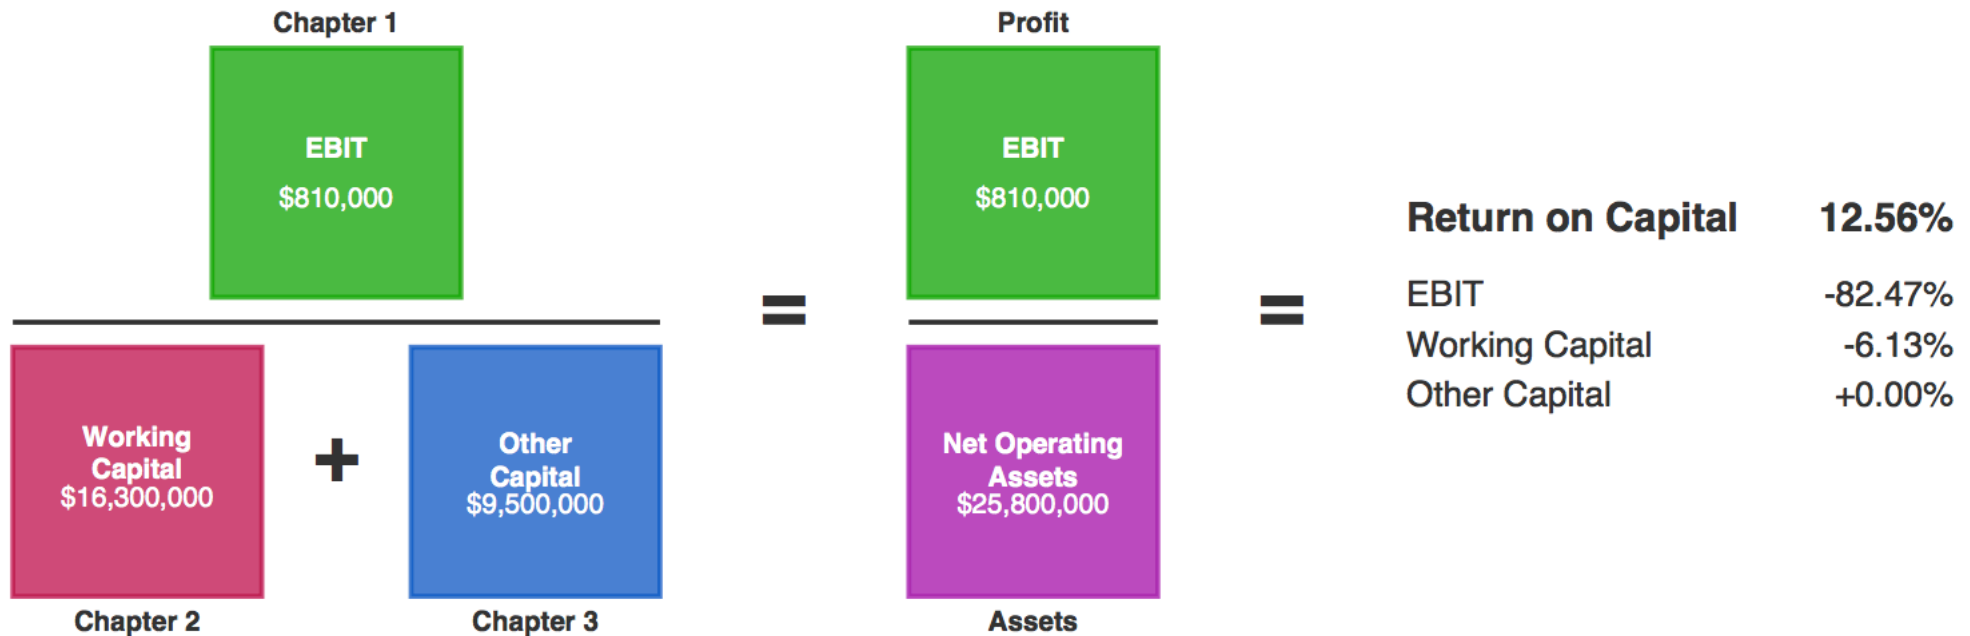 Chapter 1
EBIT
$810,000
Working
Capital
$16,300,000
+
Other
Capital
$9,500,000
Chapter 2
Chapter 3
=
Profit
EBIT
$810,000
Net Operating
Assets
$25,800,000
Assets
=
Return on Capital 12.56%
EBIT -82.47%
Working Capital -6.13%
Other Capital +0.00%